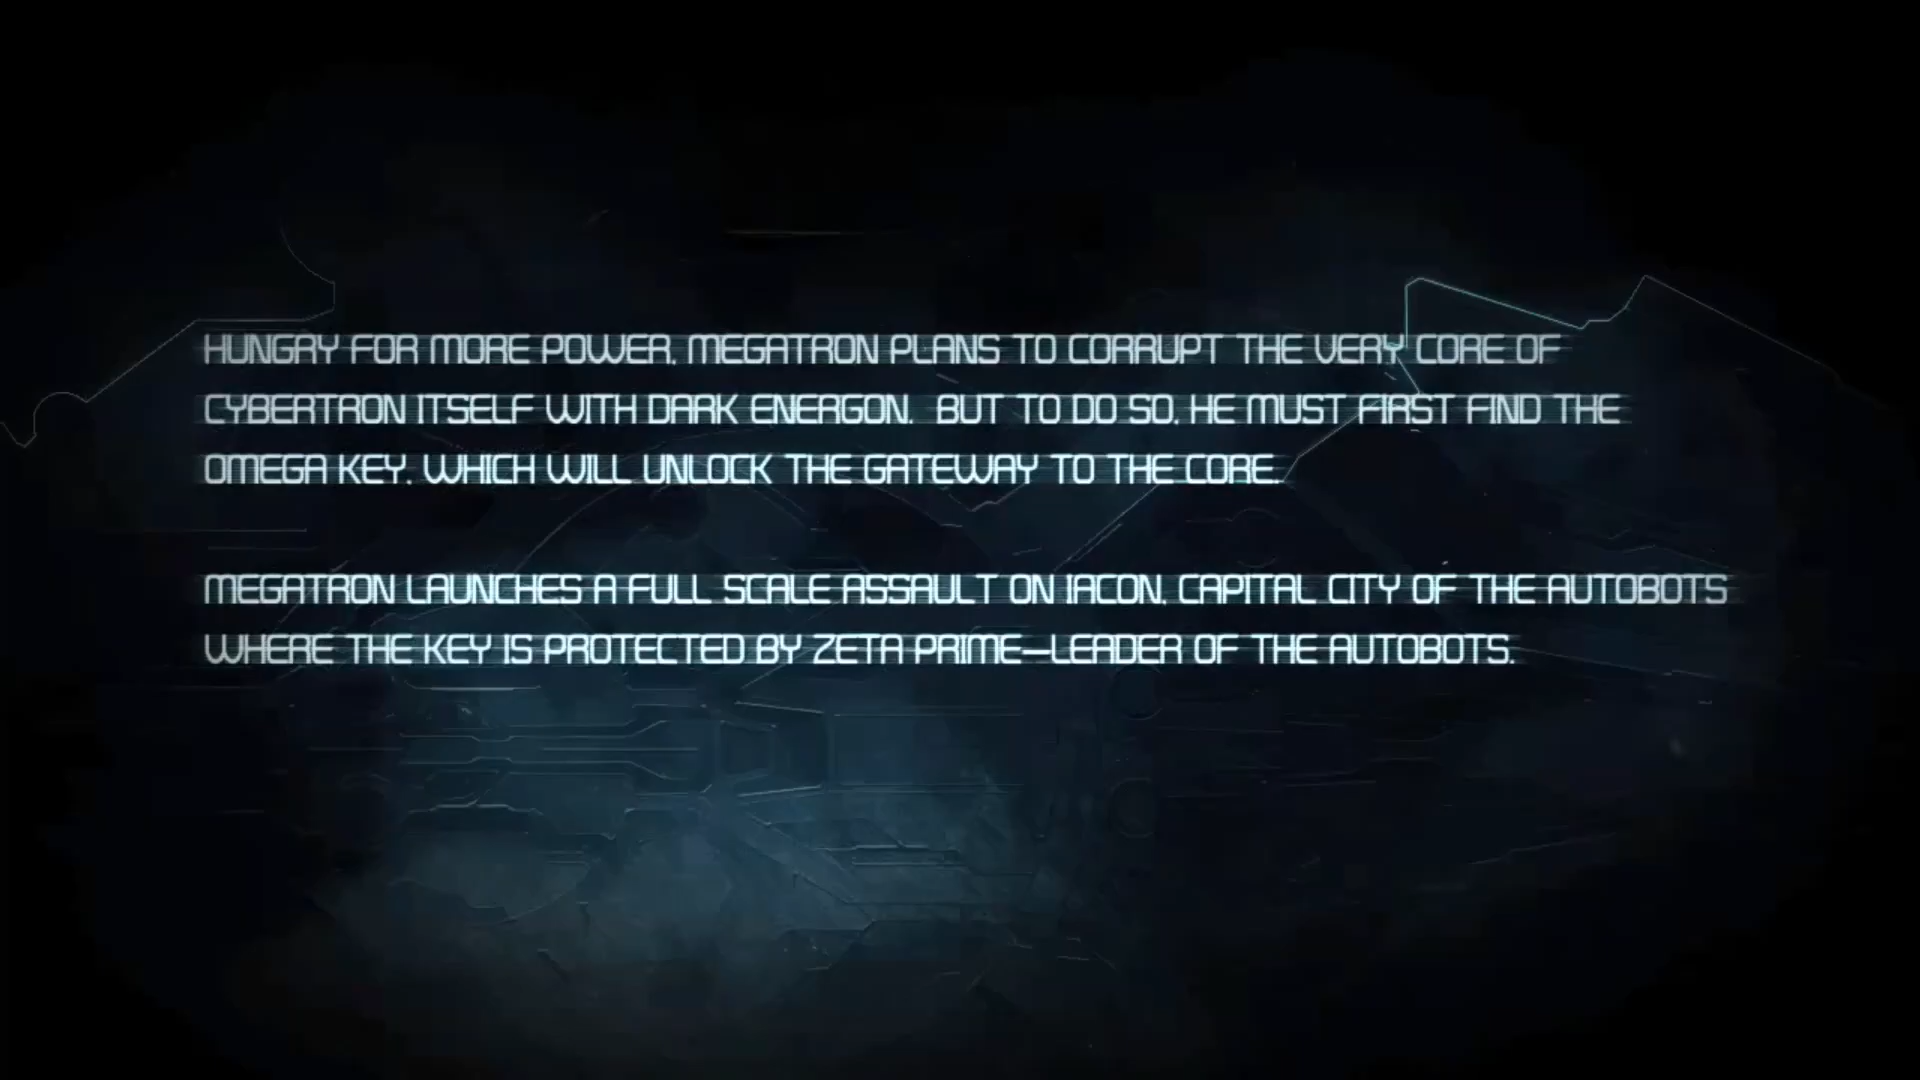 HUNGRY FOR MORE POWER, MEGATRON PLANS TO CORRUPT THE VERY CORE OF
CYBERTRON ITSELF WITH DARK ENERGON. BUT TO DO SO, HE MUST FIRST FIND THE
OMEGA KEY, WHICH WILL UNLOCK THE GATEWAY TO THE CORE.
MEGATRON LAUNCHES A FULL SCALE ASSAULT ON IACON, CAPITAL CITY OF THE AUTOBOTS
WHERE THE KEY IS PROTECTED BY ZETA PRIME—LEADER OF THE AUTOBOTS.